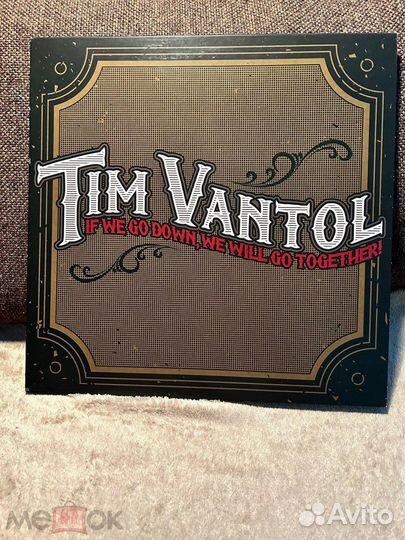 TIM VANTOL
IF WE GO DOWN, WE WILL GO TOGETHER!
МЕШОК
Avito